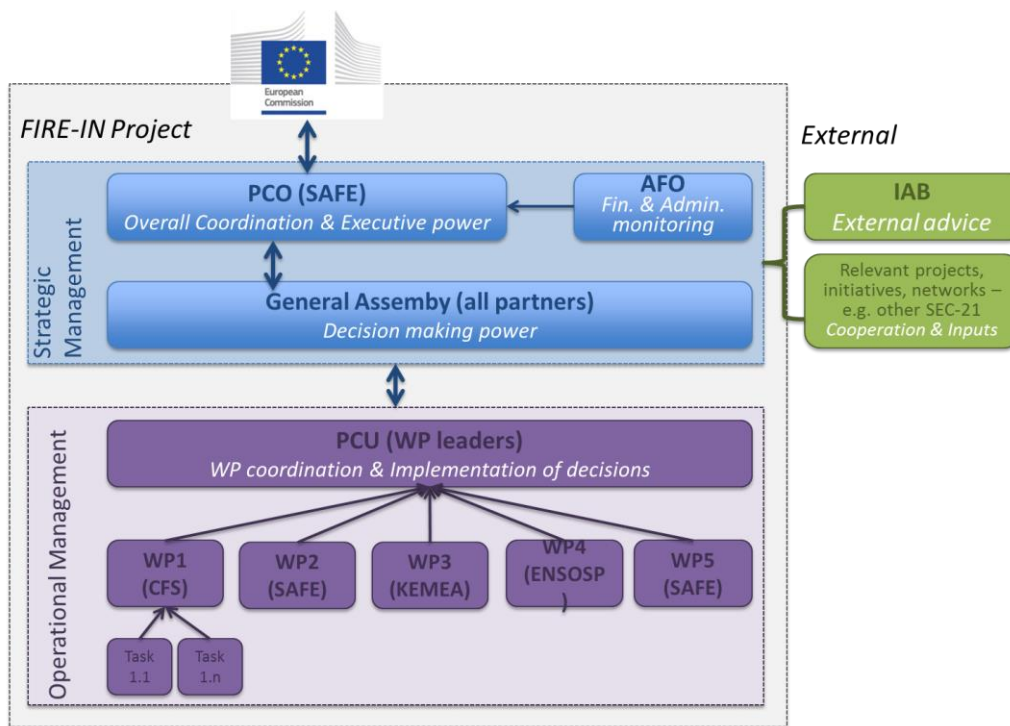 European
Commission
FIRE-IN Project
External
Strategic
Management
PCO (SAFE)
Overall Coordination & Executive power
AFO
Fin. & Admin.
monitoring
General Assemby (all partners)
Decision making power
IAB
External advice
Relevant projects,
initiatives, networks –
e.g. other SEC-21
Cooperation & Inputs
Operational Management
PCU (WP leaders)
WP coordination & Implementation of decisions
WP1
(CFS)
WP2
(SAFE)
WP3
(KEMEA)
WP4
(ENSOSP
)
WP5
(SAFE)
Task
1.1
Task
1.n